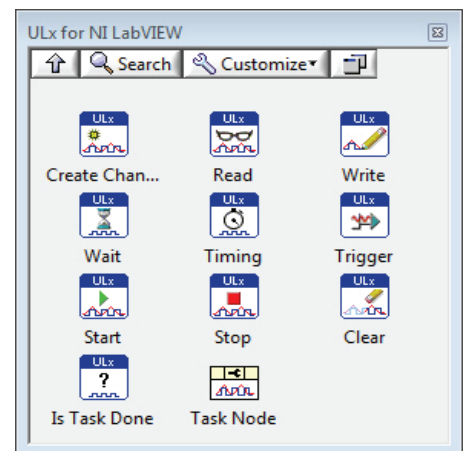 ULx for NI LabVIEW
Search Customize
ULx ULx ULx
Create Chan... Read Write
ULx ULx ULx
Wait Timing Trigger
ULx ULx ULx
Start Stop Clear
ULx
?
Is Task Done Task Node